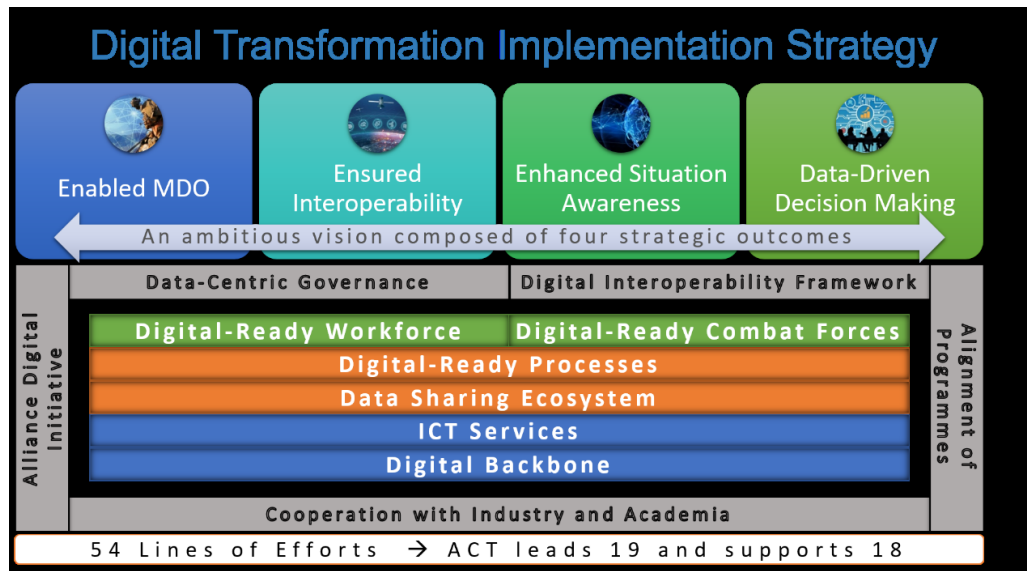 Digital Transformation Implementation Strategy
Enabled MDO
Ensured
Interoperability
Enhanced Situation
Awareness
Data-Driven
Decision Making
An ambitious vision composed of four strategic outcomes
Data-Centric Governance
Digital Interoperability Framework
Alliance Digital
Initiative
Digital-Ready Workforce
Digital-Ready Combat Forces
Digital-Ready Processes
Data Sharing Ecosystem
ICT Services
Digital Backbone
Alignment of
Programmes
Cooperation with Industry and Academia
54 Lines of Efforts → ACT leads 19 and supports 18